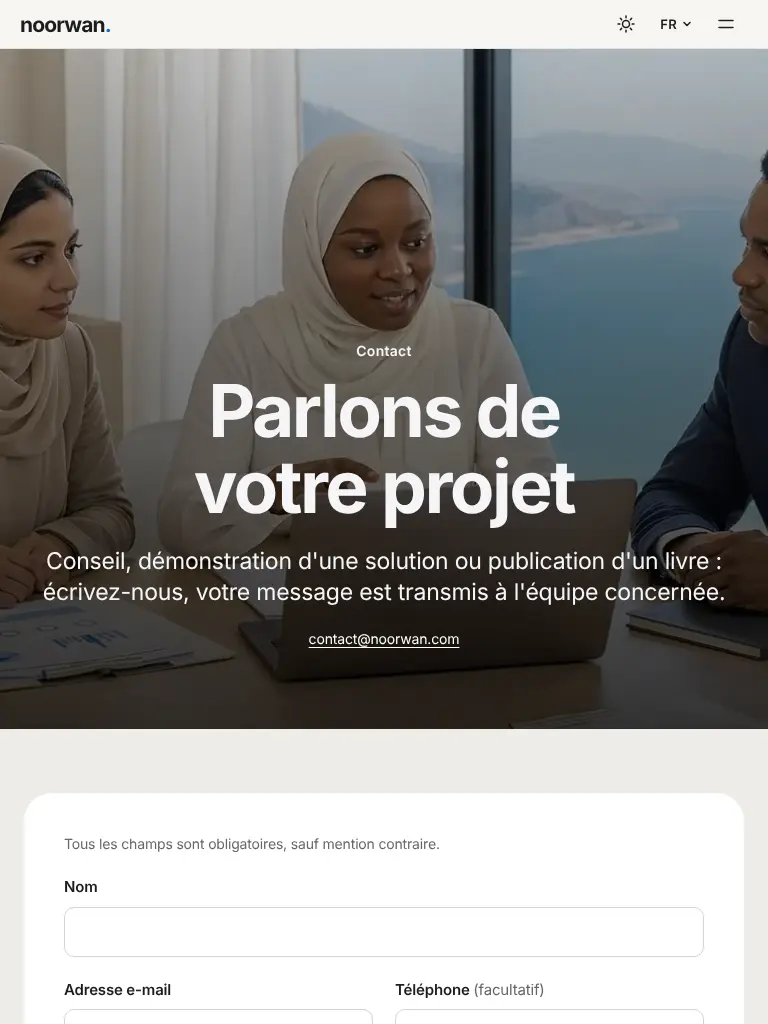 noorwan.
FR
Contact
Parlons de
votre projet
Conseil, démonstration d'une solution ou publication d'un livre :
écrivez-nous, votre message est transmis à l'équipe concernée.
contact@noorwan.com
Tous les champs sont obligatoires, sauf mention contraire.
Nom
Adresse e-mail
Téléphone (facultatif)